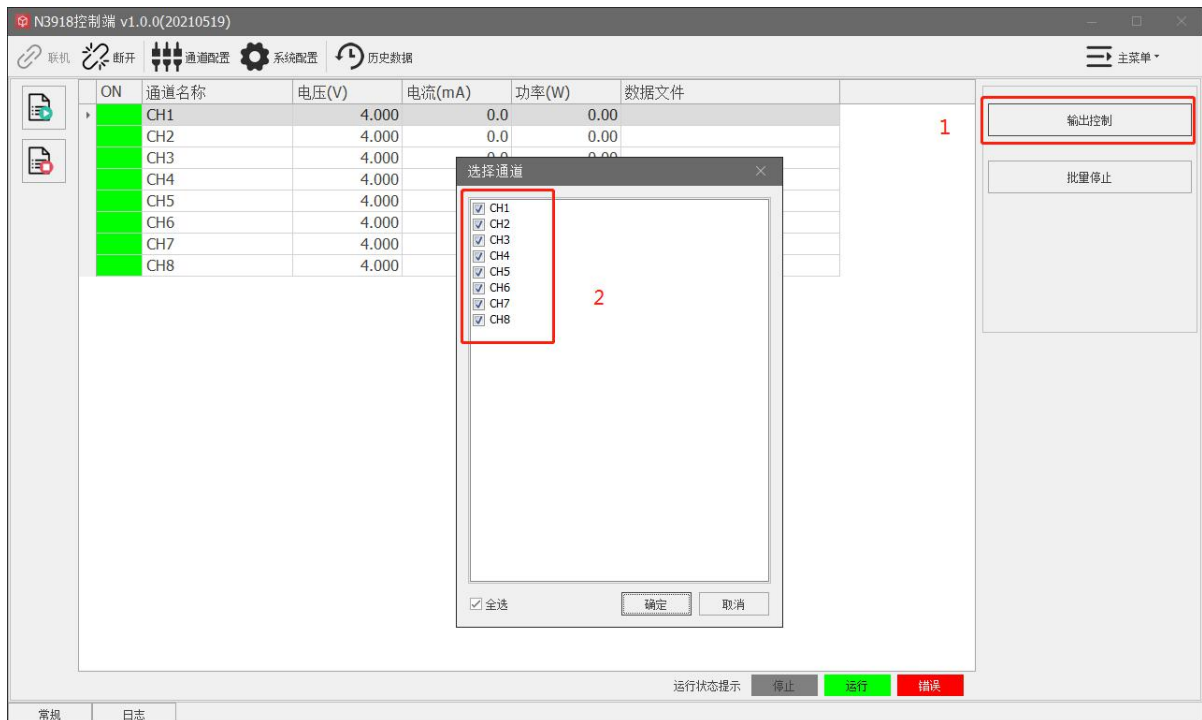 N3918控制端 v1.0.0(20210519)
联机 断开 通道配置 系统配置 历史数据 主菜单
ON 通道名称 电压(V) 电流(mA) 功率(W) 数据文件
CH1 4.000 0.0 0.00
CH2 4.000 0.0 0.00
CH3 4.000 0.0 0.00
CH4 4.000
CH5 4.000
CH6 4.000
CH7 4.000
CH8 4.000
选择通道
CH1
CH2
CH3
CH4
CH5
CH6
CH7
CH8
2
全选 确定 取消
1
输出控制
批量停止
运行状态提示 停止 运行 错误
常规 日志